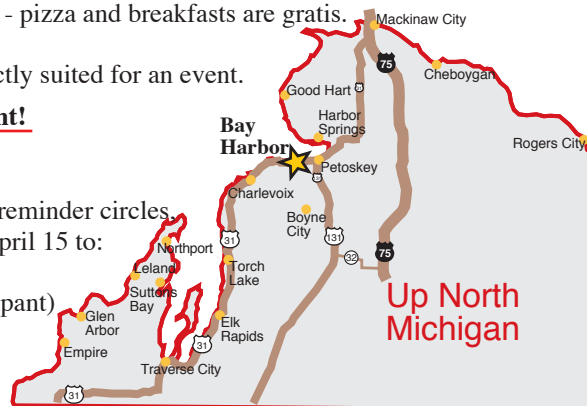 - pizza and breakfasts are gratis.
ctly suited for an event.
nt!
reminder circles,
pril 15 to:
pant)
Mackinaw City
75
Cheboygan
Good Hart
Harbor
Springs
Rogers City
Bay
Harbor
Petoskey
Charlevoix
Boyne
City
31
131
32
75
Northport
Leland
Suttons
Bay
Torch
Lake
Up North
Michigan
Glen
Arbor
Elk
Rapids
Empire
31
Traverse City
31